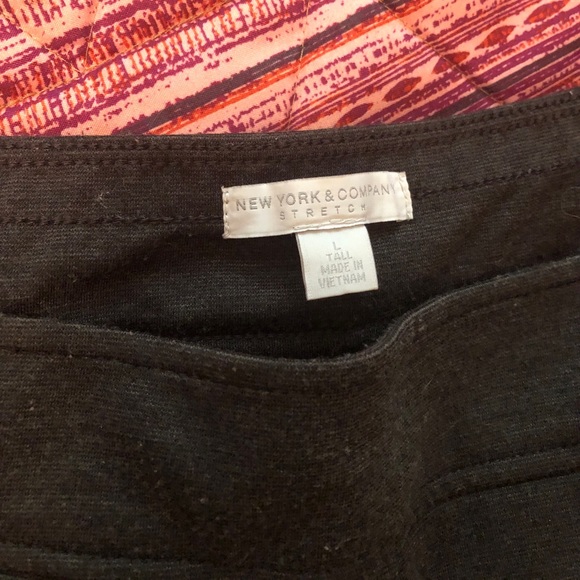 NEW YORK & COMPANY
STRETCH
L
TALL
MADE IN
VIETNAM